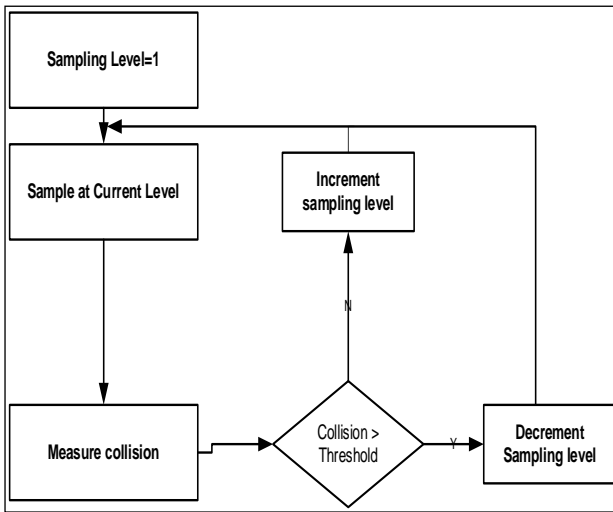 Sampling Level=1
Sample at Current Level
Increment
sampling level
N
Measure collision
Collision >
Threshold
Y
Decrement
Sampling level